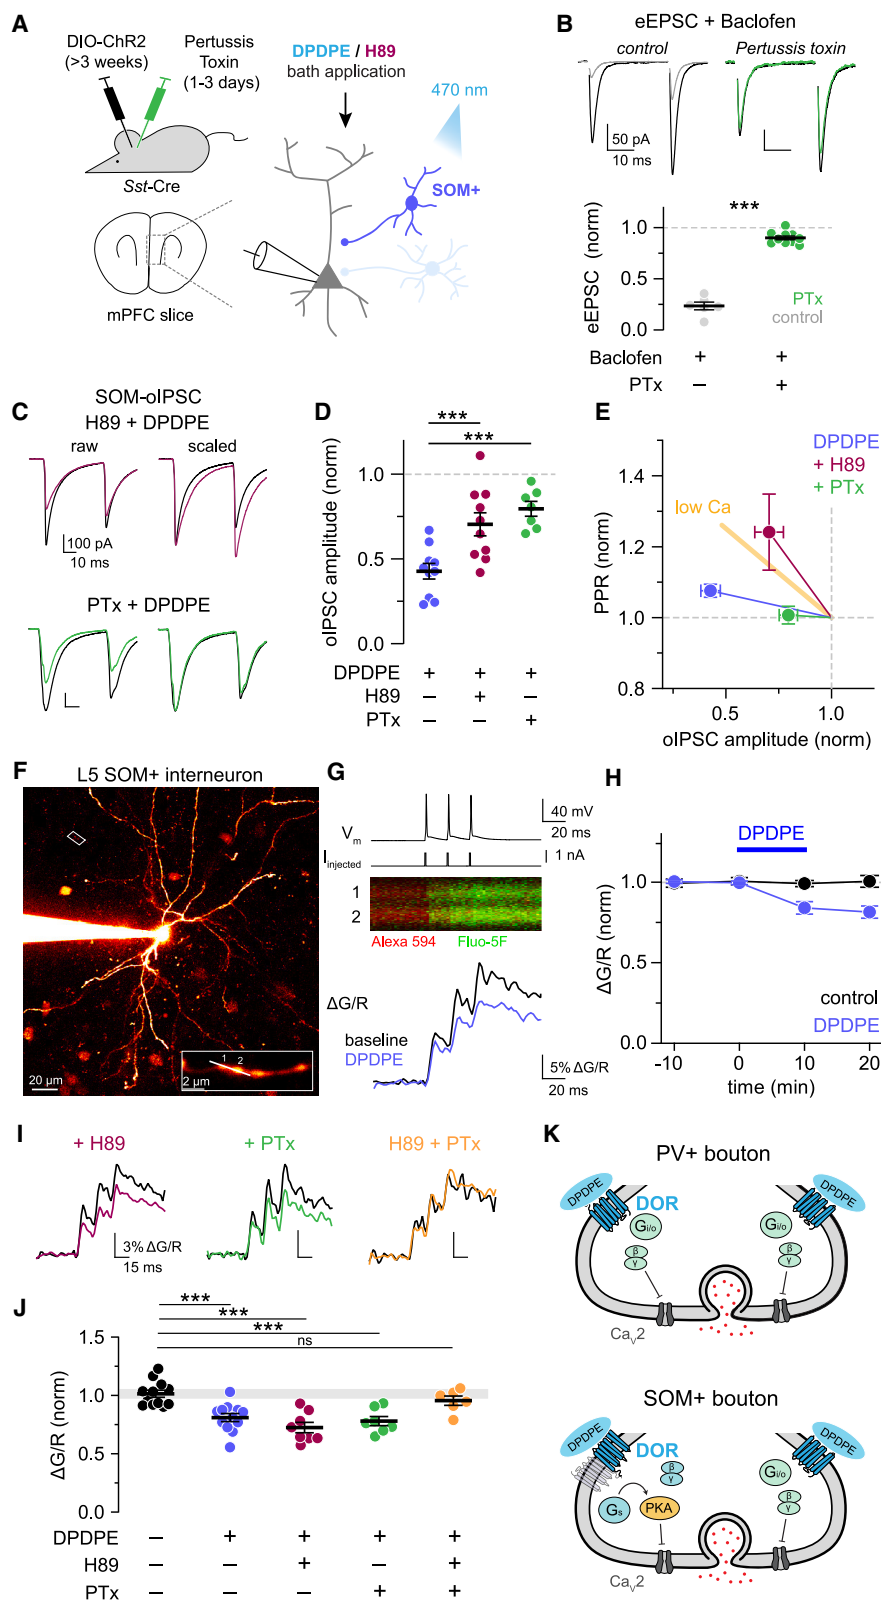 A
DIO-ChR2
(>3 weeks)
Pertussis
Toxin
(1-3 days)
Sst-Cre
mPFC slice
DPDPE / H89
bath application
470 nm
SOM+
B
eEPSC + Baclofen
control
Pertussis toxin
50 pA
10 ms
***
eEPSC (norm)
1.0
0.5
0.0
PTx
control
Baclofen + +
PTx – +
C
SOM-oIPSC
H89 + DPDPE
raw
scaled
100 pA
10 ms
PTx + DPDPE
D
***
***
oIPSC amplitude (norm)
1.0
0.5
0.0
DPDPE + + +
H89 – + –
PTx – – +
E
DPDPE
+ H89
+ PTx
low Ca
PPR (norm)
1.4
1.2
1.0
0.8
0.5 1.0
oIPSC amplitude (norm)
F
L5 SOM+ interneuron
1
2
20 µm
2 µm
G
40 mV
20 ms
Vm
Iinjected
1 nA
1
2
Alexa 594
Fluo-5F
ΔG/R
baseline
DPDPE
5% ΔG/R
20 ms
H
DPDPE
ΔG/R (norm)
1.0
0.5
0.0
control
DPDPE
-10 0 10 20
time (min)
I
+ H89
+ PTx
H89 + PTx
3% ΔG/R
15 ms
J
***
***
***
ns
ΔG/R (norm)
1.5
1.0
0.5
0.0
DPDPE – + + + +
H89 – – + – +
PTx – – – + +
K
PV+ bouton
DPDPE
DPDPE
DOR
Gi/o
Gi/o
β
γ
β
γ
CaV2
SOM+ bouton
DPDPE
DPDPE
DOR
β
γ
Gi/o
Gs
PKA
β
γ
CaV2